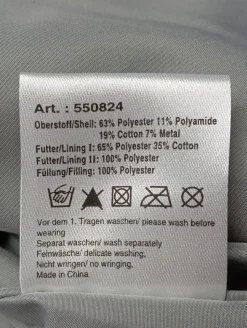 Art. : 550824
Oberstoff/Shell: 63% Polyester 11% Polyamide
19% Cotton 7% Metal
Futter/Lining I: 65% Polyester 35% Cotton
Futter/Lining II: 100% Polyester
Füllung/Filling: 100% Polyester
Vor dem 1. Tragen waschen/ please wash before
wearing
Separat waschen/ wash separately
Feinwäsche/ delicate washing,
Nicht wringen/ no wringing,
Made in China